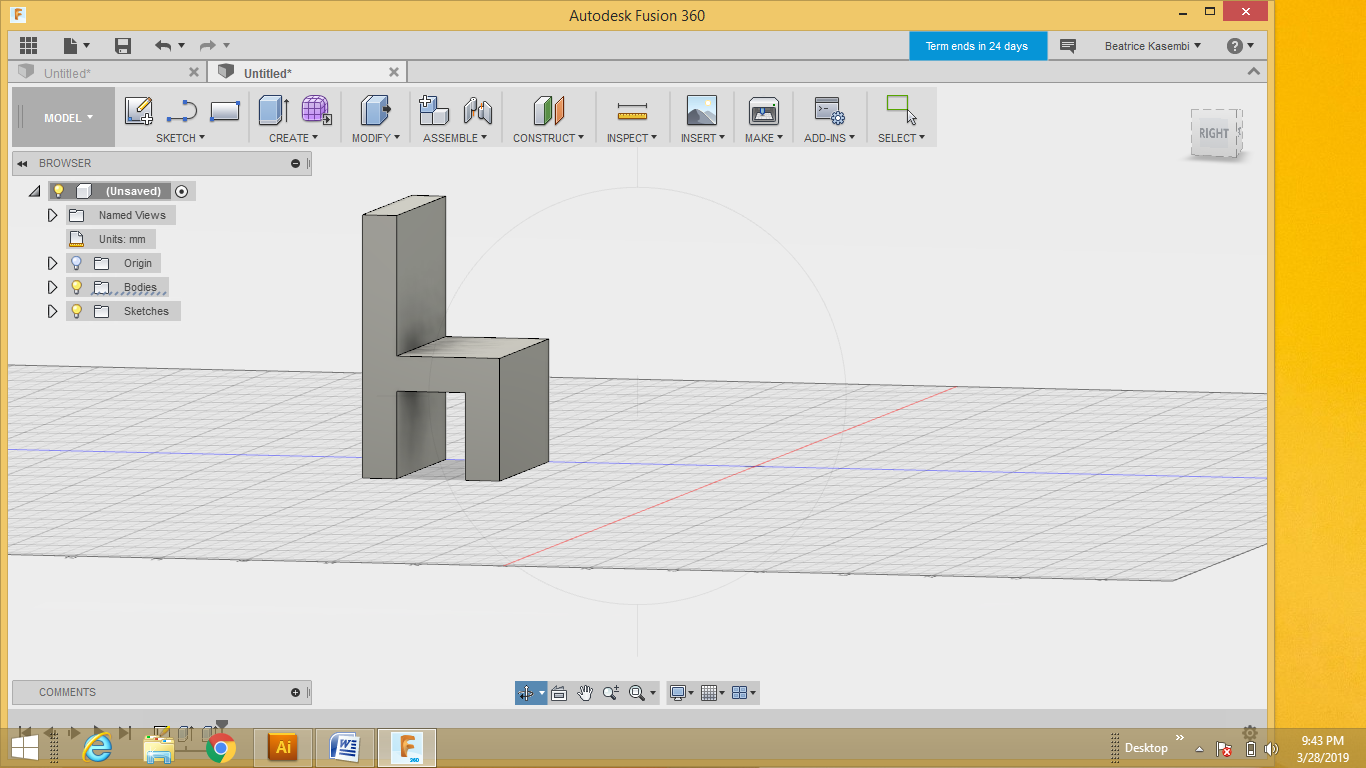 Autodesk Fusion 360
Term ends in 24 days
Beatrice Kasembi
Untitled*
Untitled*
MODEL
SKETCH
CREATE
MODIFY
ASSEMBLE
CONSTRUCT
INSPECT
INSERT
MAKE
ADD-INS
SELECT
RIGHT
BROWSER
(Unsaved)
Named Views
Units: mm
Origin
Bodies
Sketches
COMMENTS
Ai
W
F
360
Desktop
9:43 PM
3/28/2019